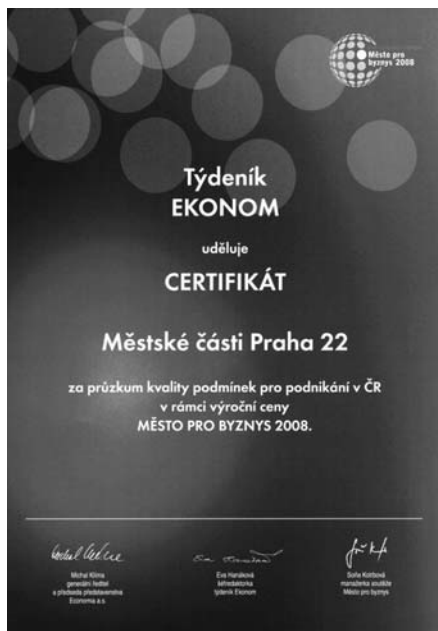 Město pro
byznys 2008
Týdeník
EKONOM
uděluje
CERTIFIKÁT
Městské části Praha 22
za průzkum kvality podmínek pro podnikání v ČR
v rámci výroční ceny
MĚSTO PRO BYZNYS 2008.
Michal Klíma
generální ředitel
a předseda představenstva
Economia a.s.
Eva Hanáková
šéfredaktorka
týdeník Ekonom
Soňa
manažerka soutěže
Město pro byznys